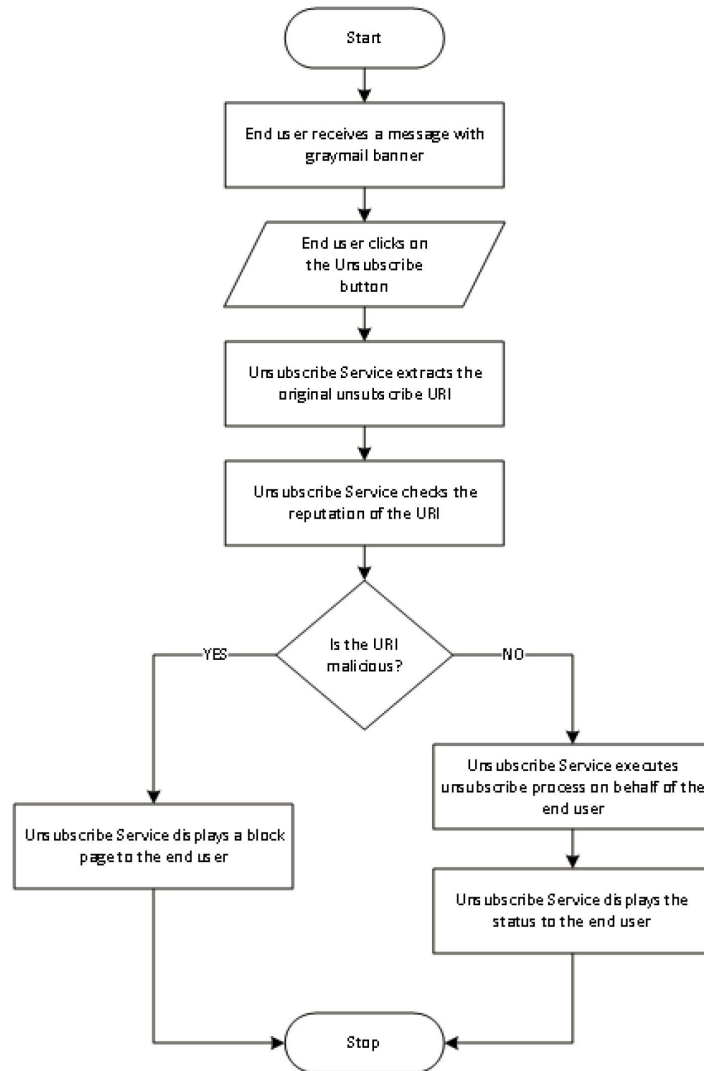 Start
End user receives a message with
graymail banner
End user clicks on
the Unsubscribe
button
Unsubscribe Service extracts the
original unsubscribe URI
Unsubscribe Service checks the
reputation of the URI
Is the URI
malicious?
YES
NO
Unsubscribe Service executes
unsubscribe process on behalf of the
end user
Unsubscribe Service displays a block
page to the end user
Unsubscribe Service displays the
status to the end user
Stop